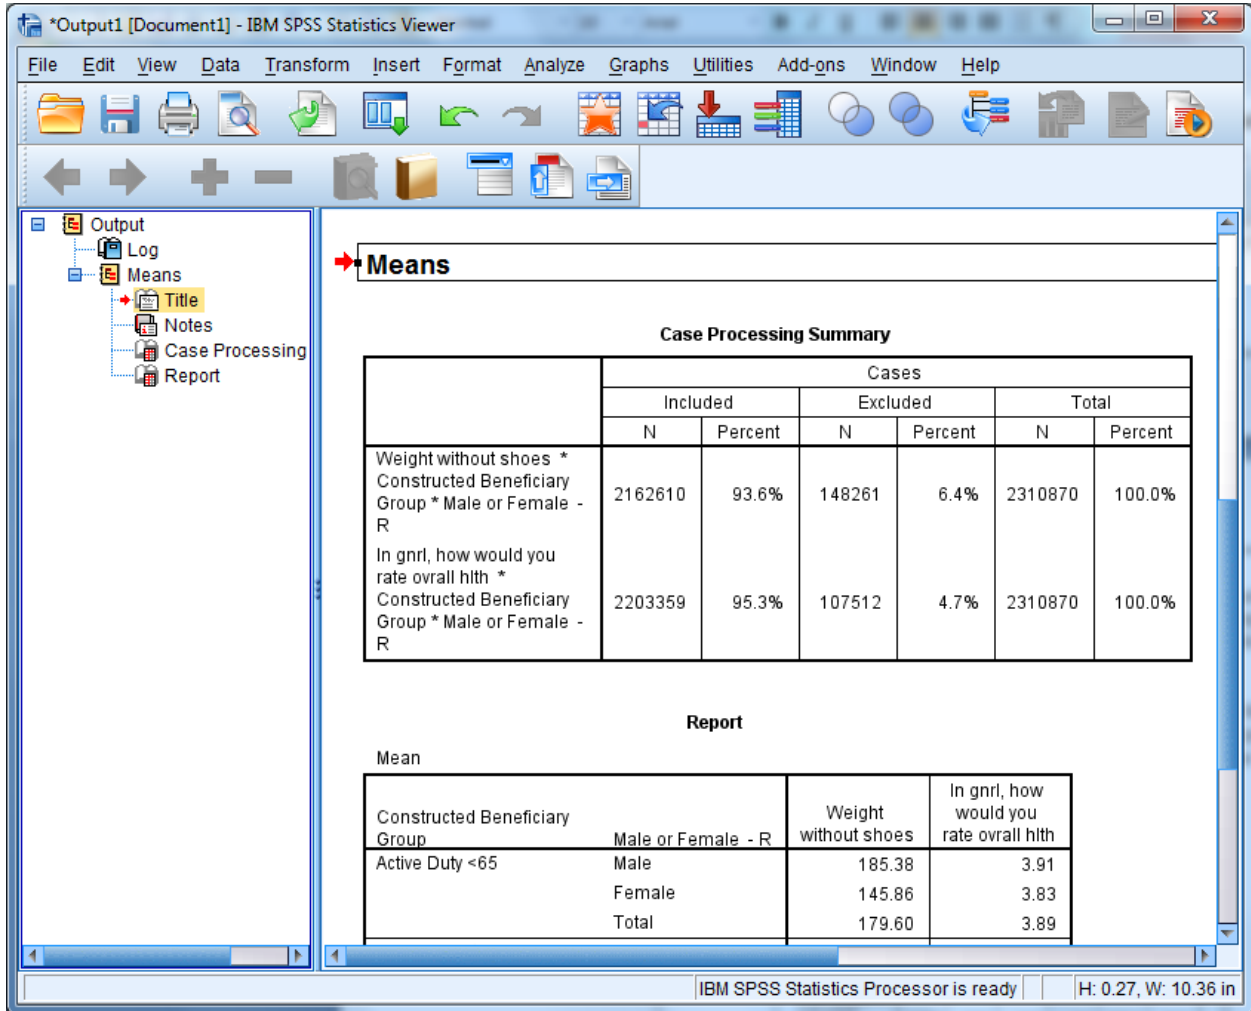 *Output1 [Document1] - IBM SPSS Statistics Viewer
File Edit View Data Transform Insert Format Analyze Graphs Utilities Add-ons Window Help
Output
Log
Means
Title
Notes
Case Processing
Report
Means
Case Processing Summary
Cases
Included Excluded Total
N Percent N Percent N Percent
Weight without shoes *
Constructed Beneficiary
Group * Male or Female -
R
2162610 93.6% 148261 6.4% 2310870 100.0%
In gnrl, how would you
rate ovrall hlth *
Constructed Beneficiary
Group * Male or Female -
R
2203359 95.3% 107512 4.7% 2310870 100.0%
Report
Mean
Constructed Beneficiary
Group
Male or Female - R
Weight
without shoes
In gnrl, how
would you
rate ovrall hlth
Active Duty <65 Male 185.38 3.91
Female 145.86 3.83
Total 179.60 3.89
IBM SPSS Statistics Processor is ready H: 0.27, W: 10.36 in